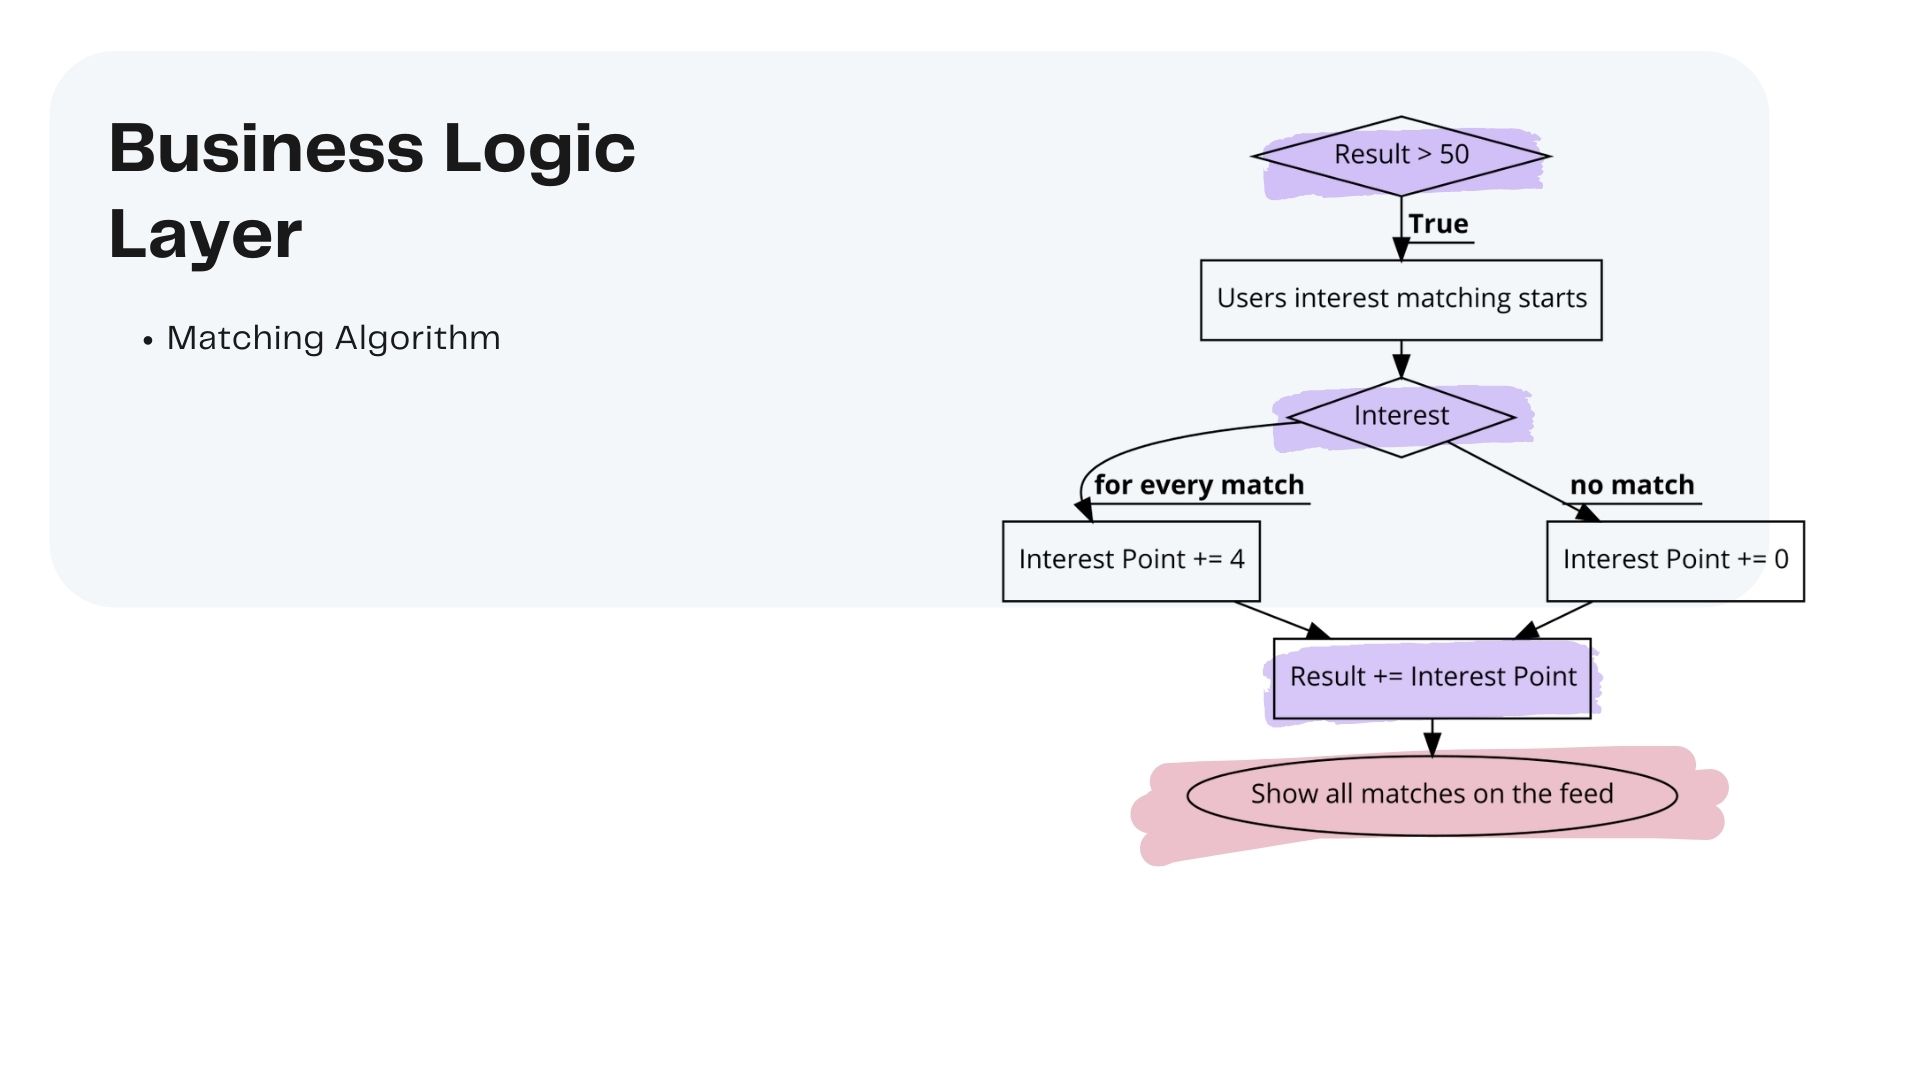 Business Logic
Layer
• Matching Algorithm
Result > 50
True
Users interest matching starts
Interest
for every match
no match
Interest Point += 4
Interest Point += 0
Result += Interest Point
Show all matches on the feed